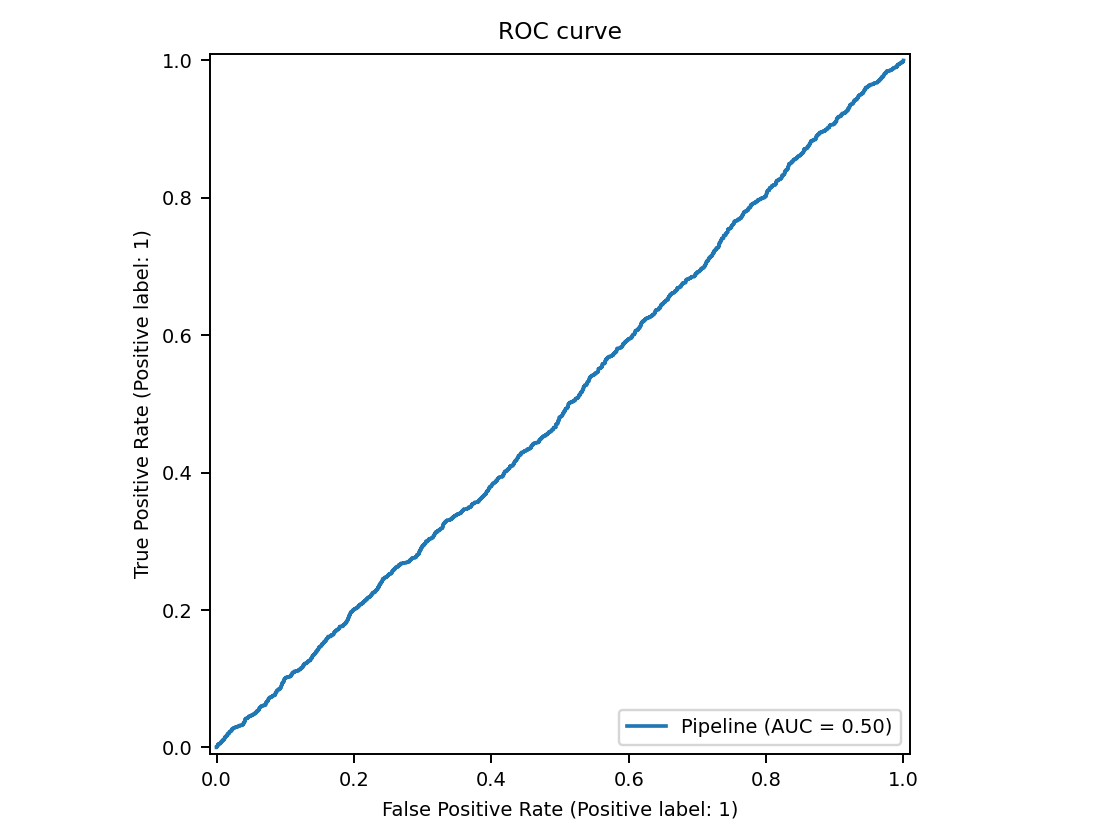 ROC curve
True Positive Rate (Positive label: 1)
1.0
0.8
0.6
0.4
0.2
0.0
Pipeline (AUC = 0.50)
0.0 0.2 0.4 0.6 0.8 1.0
False Positive Rate (Positive label: 1)